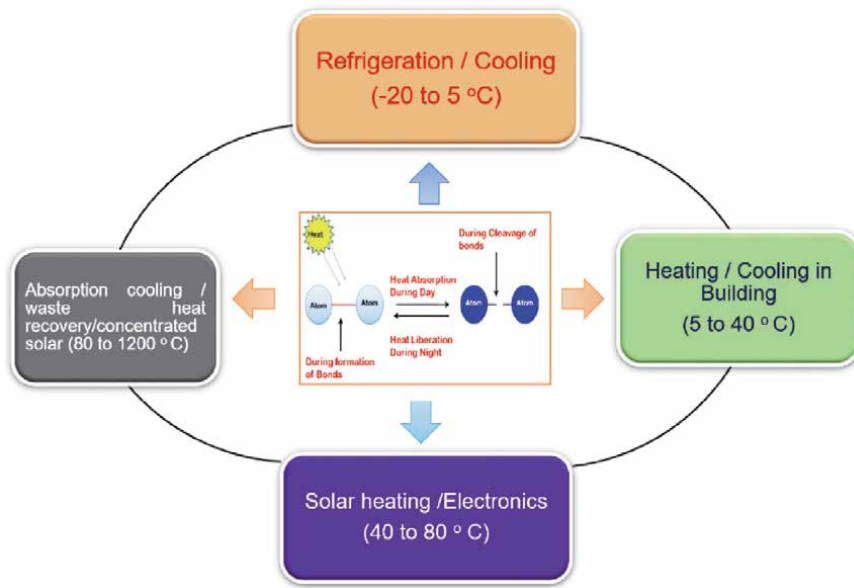 Refrigeration / Cooling
(-20 to 5 °C)
Absorption cooling /
waste heat
recovery/concentrated
solar (80 to 1200 ° C)
Heat
Atom
Atom
During formation
of Bonds
Heat Absorption
During Day
Heat Liberation
During Night
During Cleavage of
bonds
Atom
Atom
Heating / Cooling in
Building
(5 to 40 ° C)
Solar heating /Electronics
(40 to 80 ° C)